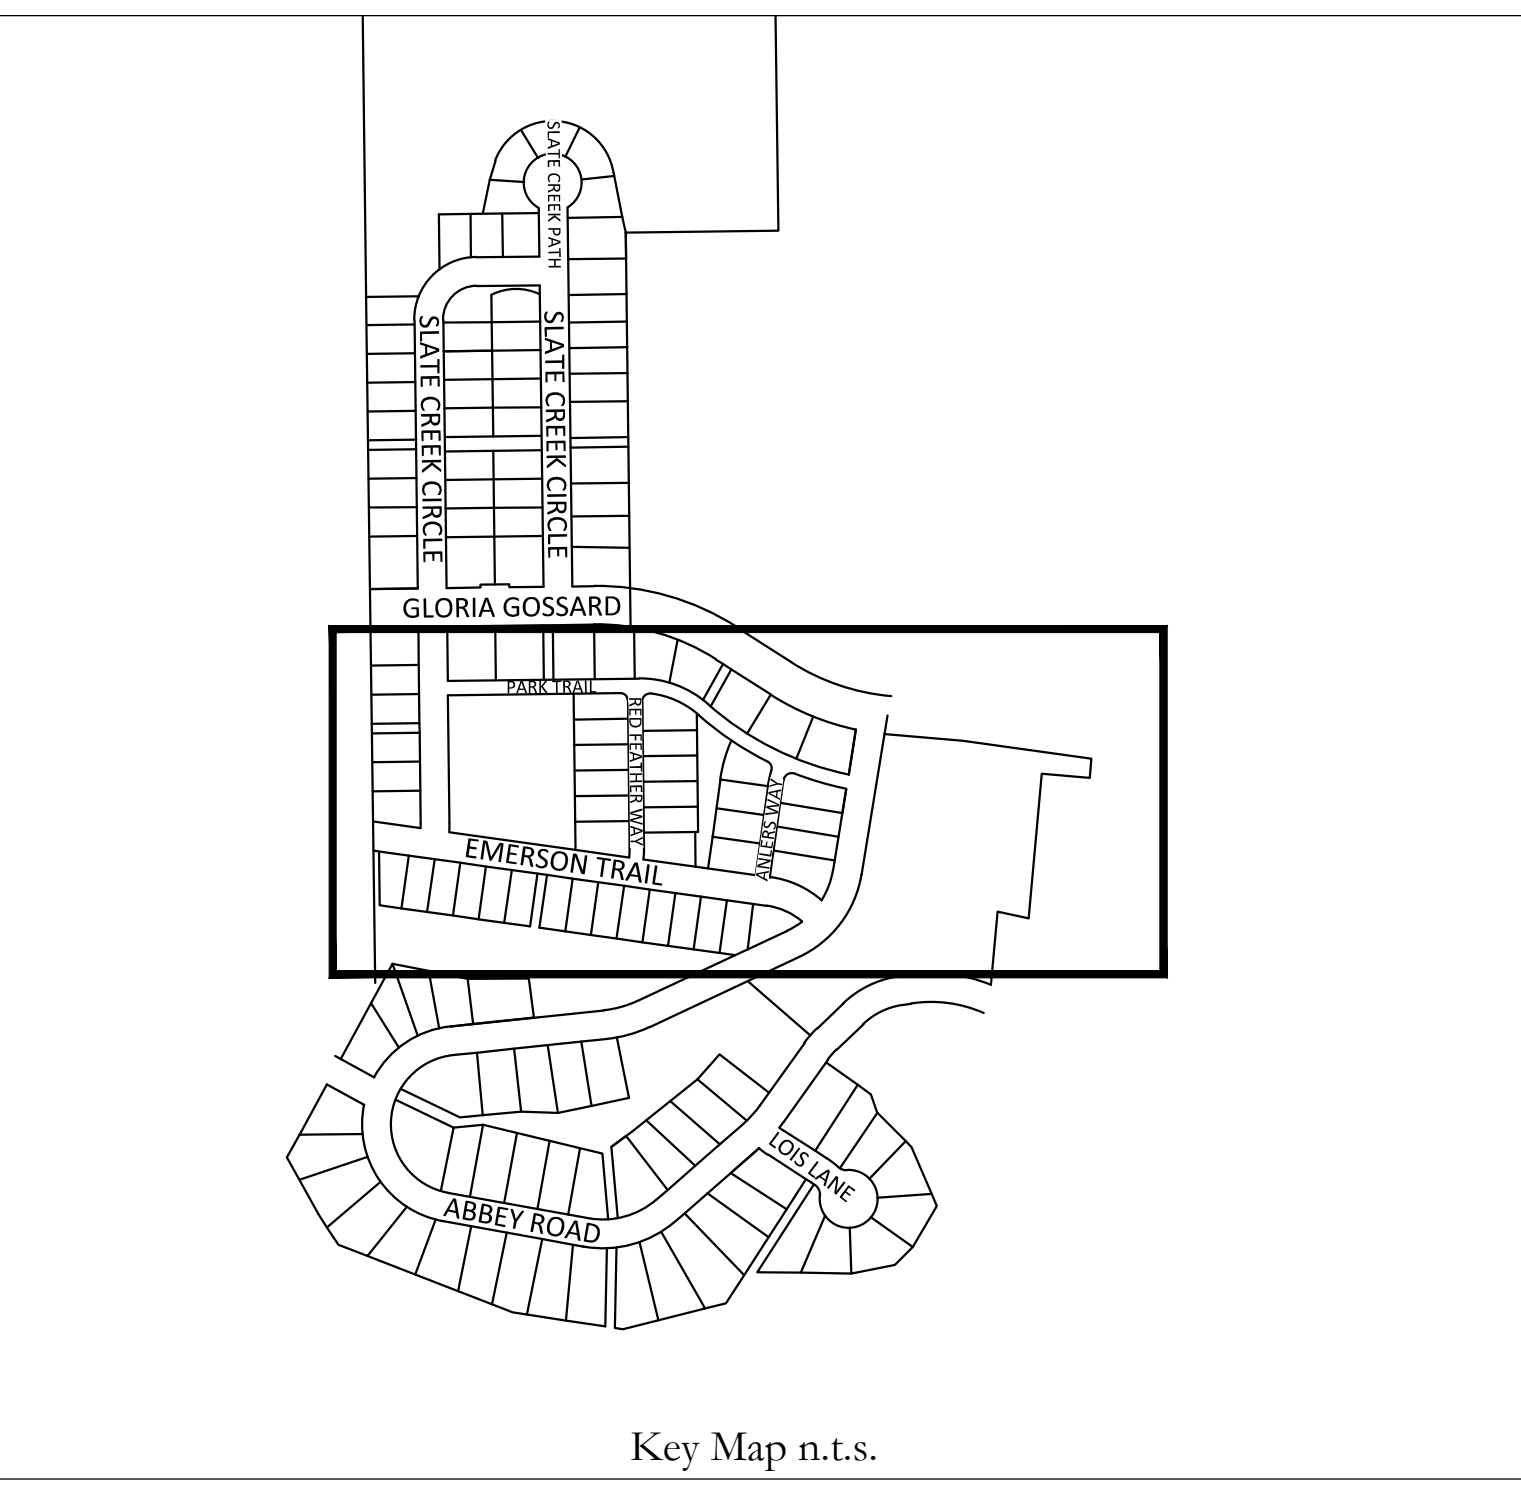 SLATE CREEK PATH
SLATE CREEK CIRCLE
SLATE CREEK CIRCLE
GLORIA GOSSARD
PARK TRAIL
RED FEATHER WAY
ANLERS WAY
EMERSON TRAIL
LOIS LANE
ABBEY ROAD
Key Map n.t.s.